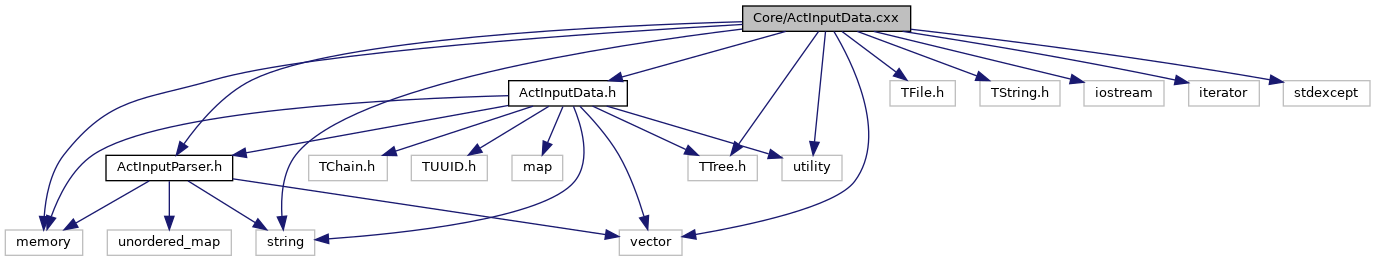 Core/ActInputData.cxx
ActInputData.h
TFile.h
TString.h
iostream
iterator
stdexcept
ActInputParser.h
TChain.h
TUUID.h
map
TTree.h
utility
memory
unordered_map
string
vector